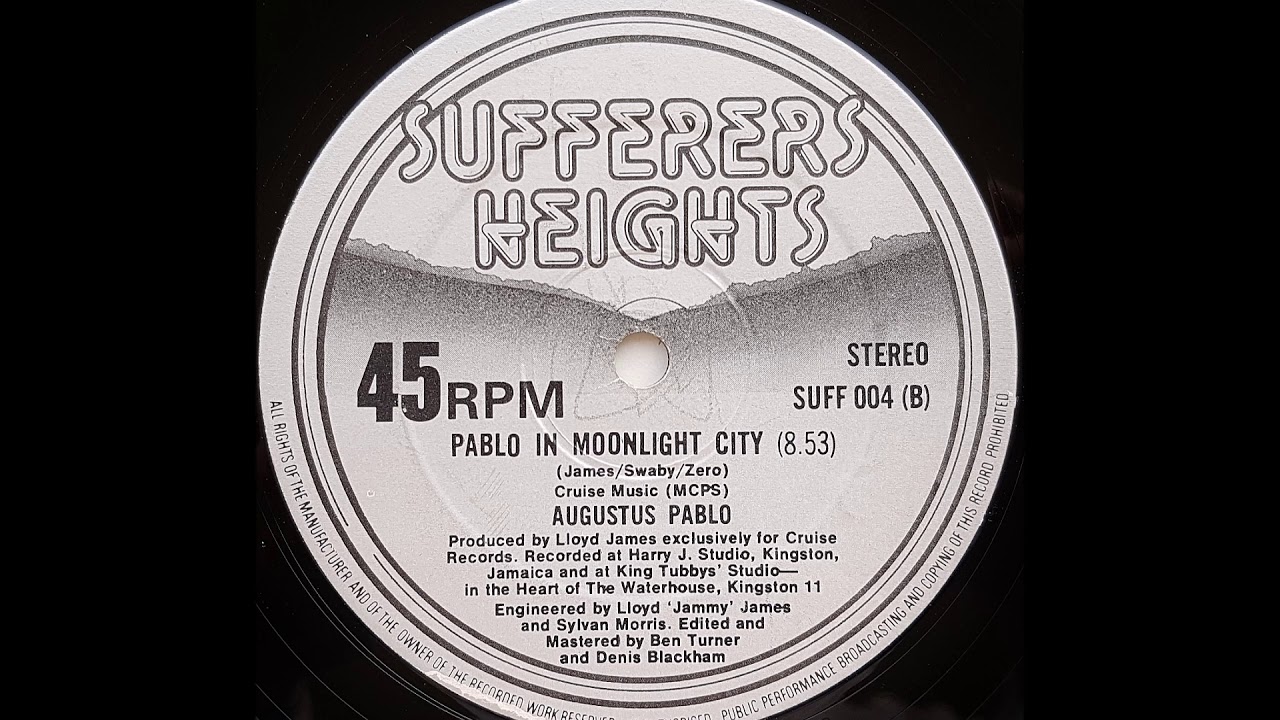 SUFFERERS
HEIGHTS
45 RPM
STEREO
SUFF 004 (B)
PABLO IN MOONLIGHT CITY (8.53)
(James/Swaby/Zero)
Cruise Music (MCPS)
AUGUSTUS PABLO
Produced by Lloyd James exclusively for Cruise
Records. Recorded at Harry J. Studio, Kingston,
Jamaica and at King Tubbys' Studio—
in the Heart of The Waterhouse, Kingston 11
Engineered by Lloyd 'Jammy' James
and Sylvan Morris. Edited and
Mastered by Ben Turner
and Denis Blackham
ALL RIGHTS OF THE MANUFACTURER AND OF THE OWNER OF THE RECORDED WORK PUBLIC PERFORMANCE BROADCASTING AND COPYING OF THIS RECORD PROHIBITED